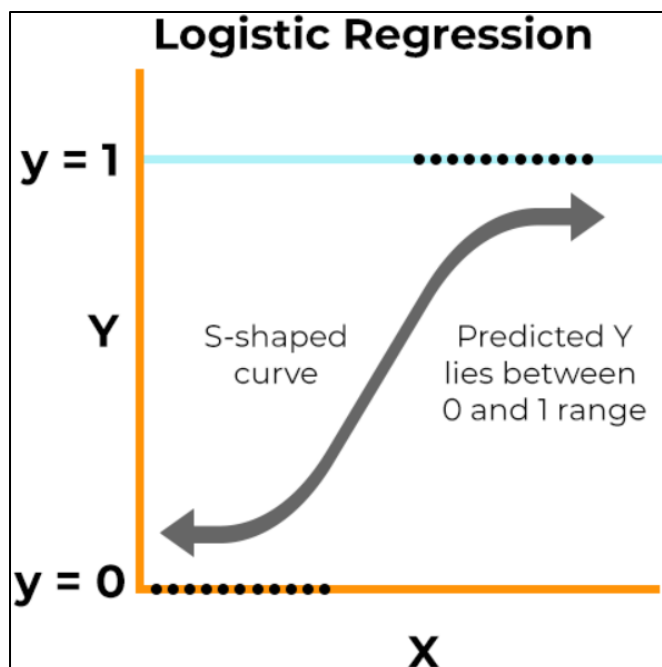 Logistic Regression
y = 1
Y
S-shaped
curve
Predicted Y
lies between
0 and 1 range
y = 0
X